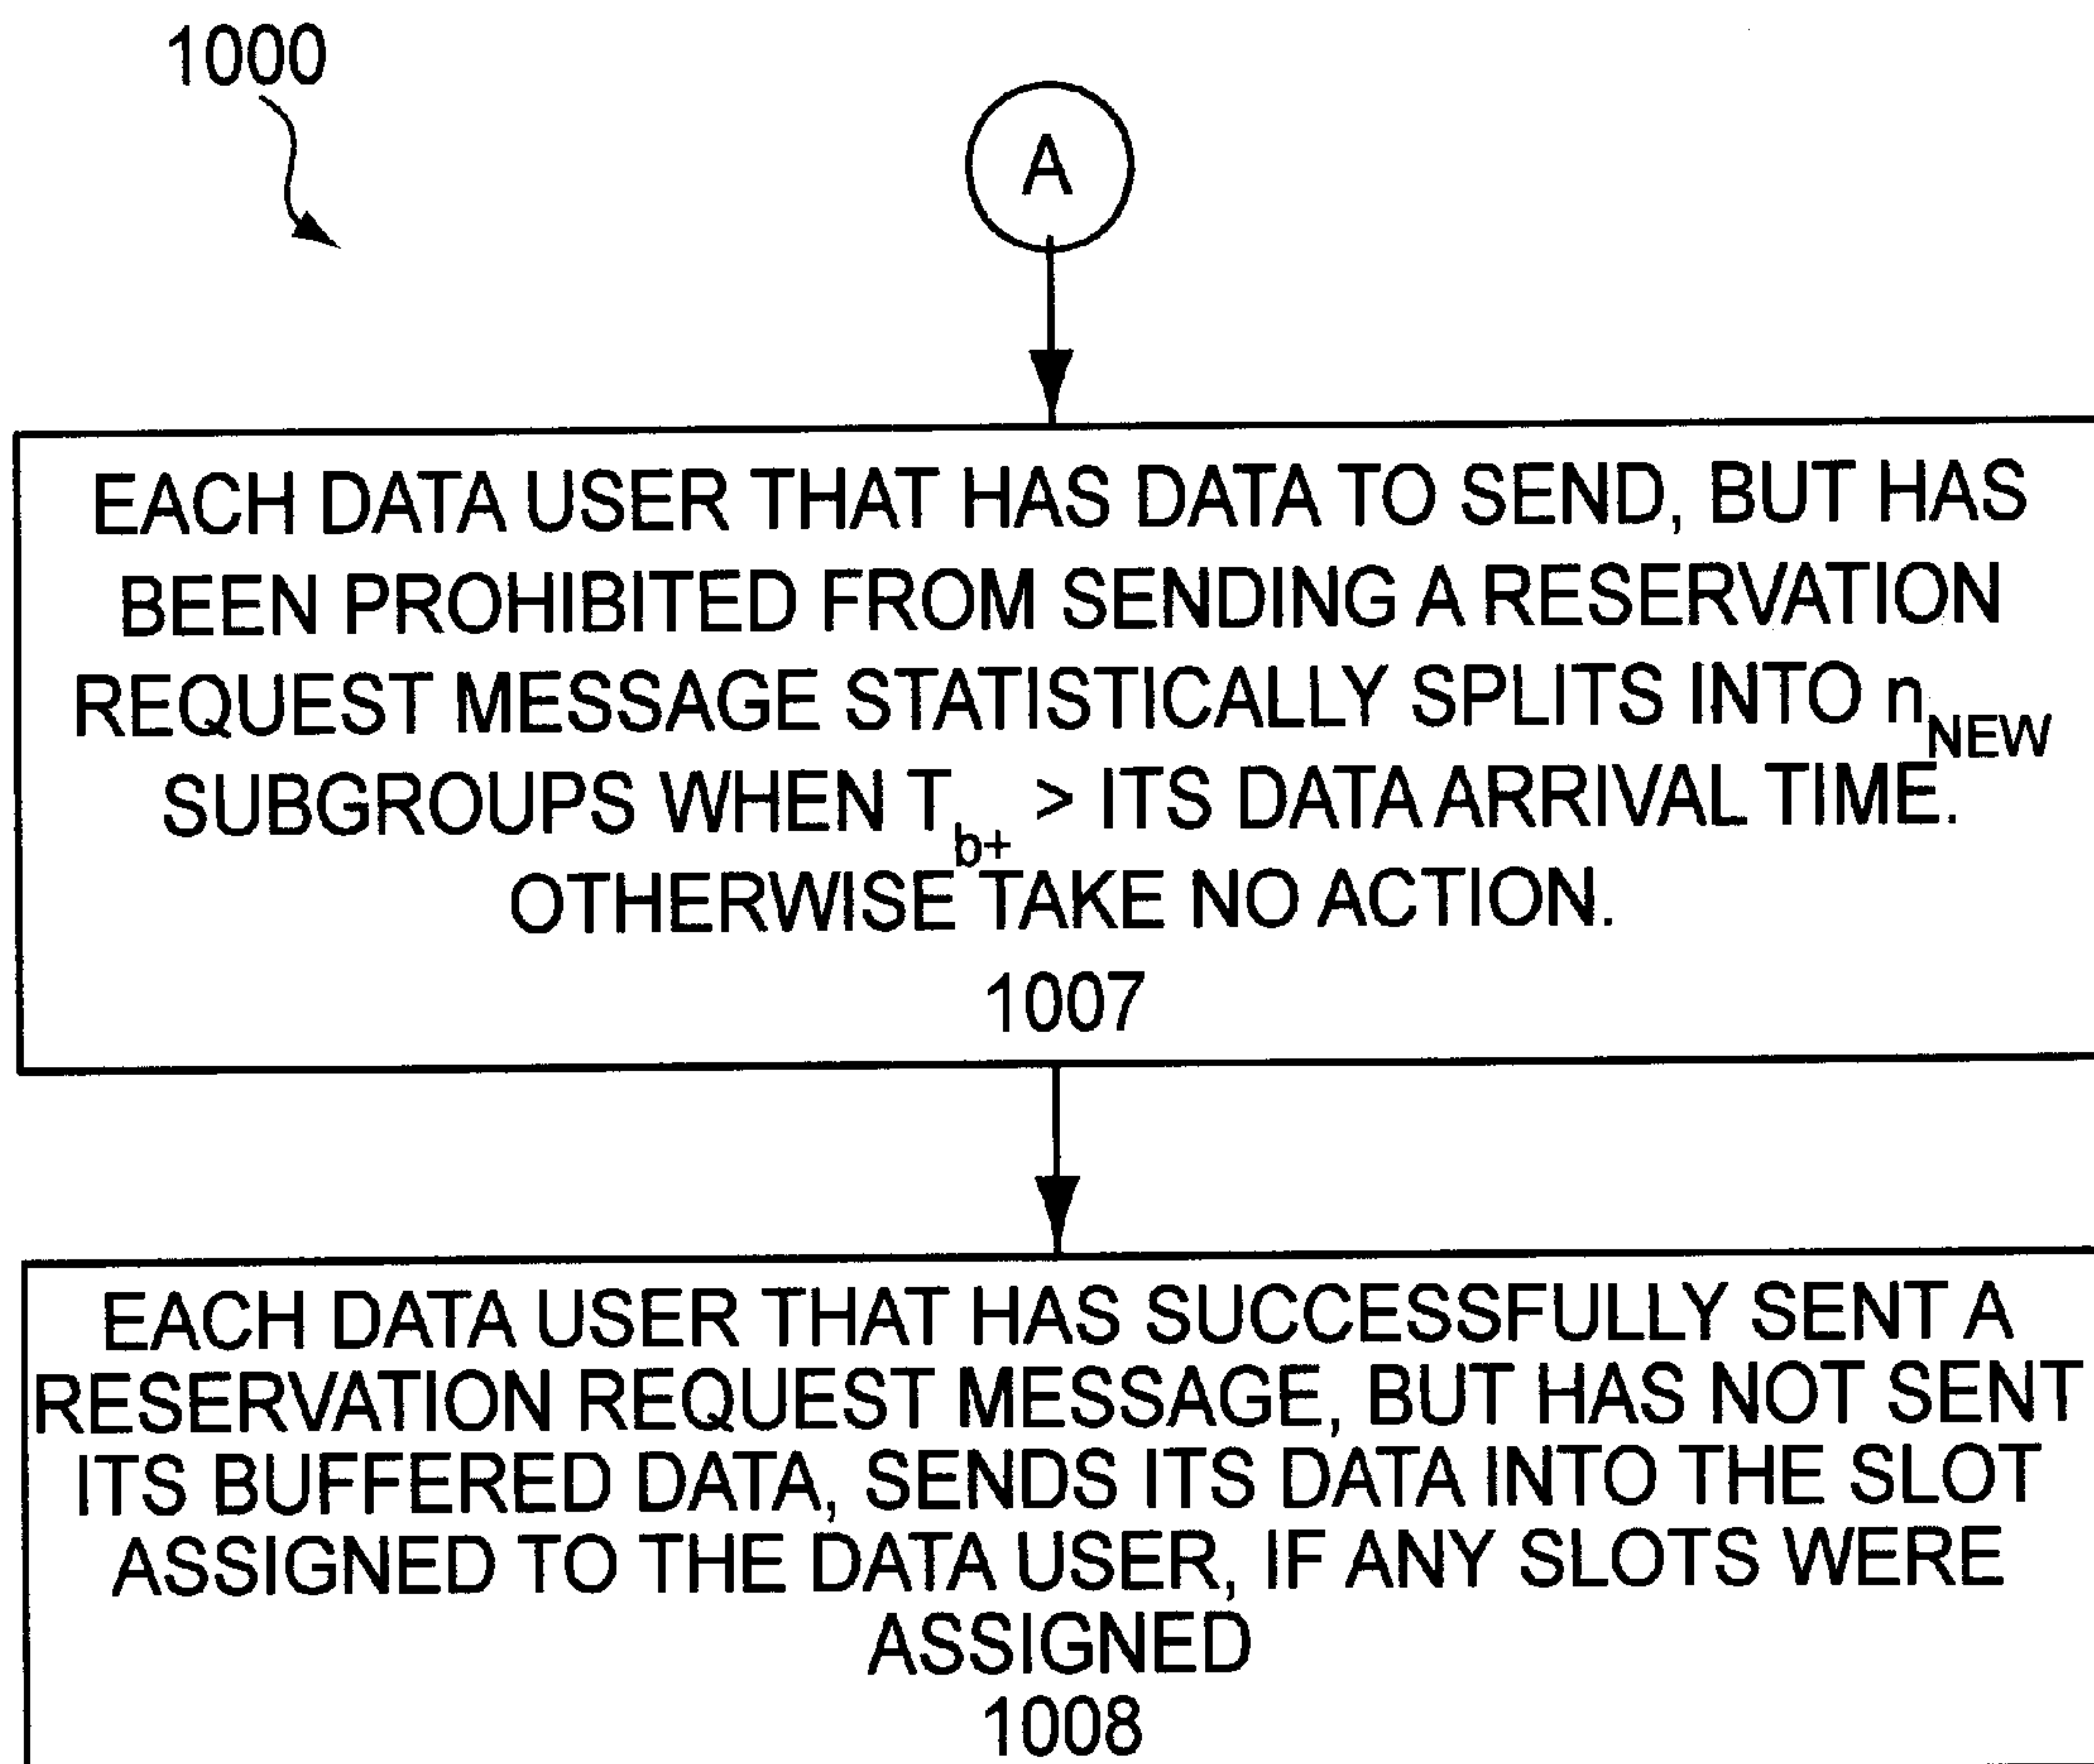 1000
A
EACH DATA USER THAT HAS DATA TO SEND, BUT HAS
BEEN PROHIBITED FROM SENDING A RESERVATION
REQUEST MESSAGE STATISTICALLY SPLITS INTO n_NEW
SUBGROUPS WHEN T_b+ > ITS DATA ARRIVAL TIME.
OTHERWISE TAKE NO ACTION.
1007
EACH DATA USER THAT HAS SUCCESSFULLY SENT A
RESERVATION REQUEST MESSAGE, BUT HAS NOT SENT
ITS BUFFERED DATA, SENDS ITS DATA INTO THE SLOT
ASSIGNED TO THE DATA USER, IF ANY SLOTS WERE
ASSIGNED
1008